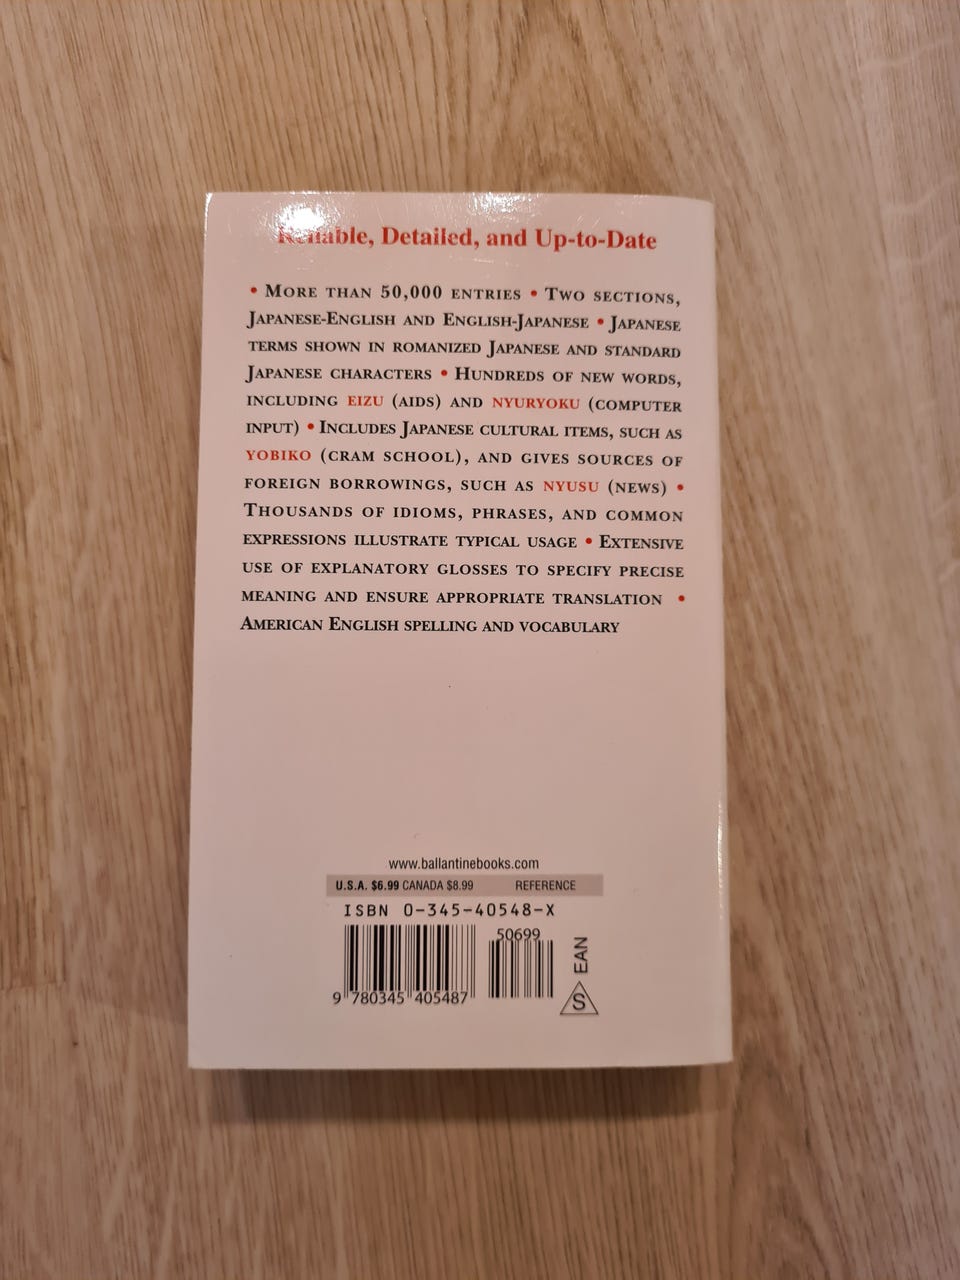 Reliable, Detailed, and Up-to-Date
• MORE THAN 50,000 ENTRIES • TWO SECTIONS,
JAPANESE-ENGLISH AND ENGLISH-JAPANESE • JAPANESE
TERMS SHOWN IN ROMANIZED JAPANESE AND STANDARD
JAPANESE CHARACTERS • HUNDREDS OF NEW WORDS,
INCLUDING EIZU (AIDS) AND NYURYOKU (COMPUTER
INPUT) • INCLUDES JAPANESE CULTURAL ITEMS, SUCH AS
YOBIKO (CRAM SCHOOL), AND GIVES SOURCES OF
FOREIGN BORROWINGS, SUCH AS NYUSU (NEWS) •
THOUSANDS OF IDIOMS, PHRASES, AND COMMON
EXPRESSIONS ILLUSTRATE TYPICAL USAGE • EXTENSIVE
USE OF EXPLANATORY GLOSSES TO SPECIFY PRECISE
MEANING AND ENSURE APPROPRIATE TRANSLATION •
AMERICAN ENGLISH SPELLING AND VOCABULARY
www.ballantinebooks.com
U.S.A. $6.99 CANADA $8.99 REFERENCE
ISBN 0-345-40548-X
50699
9 780345 405487
EAN
S